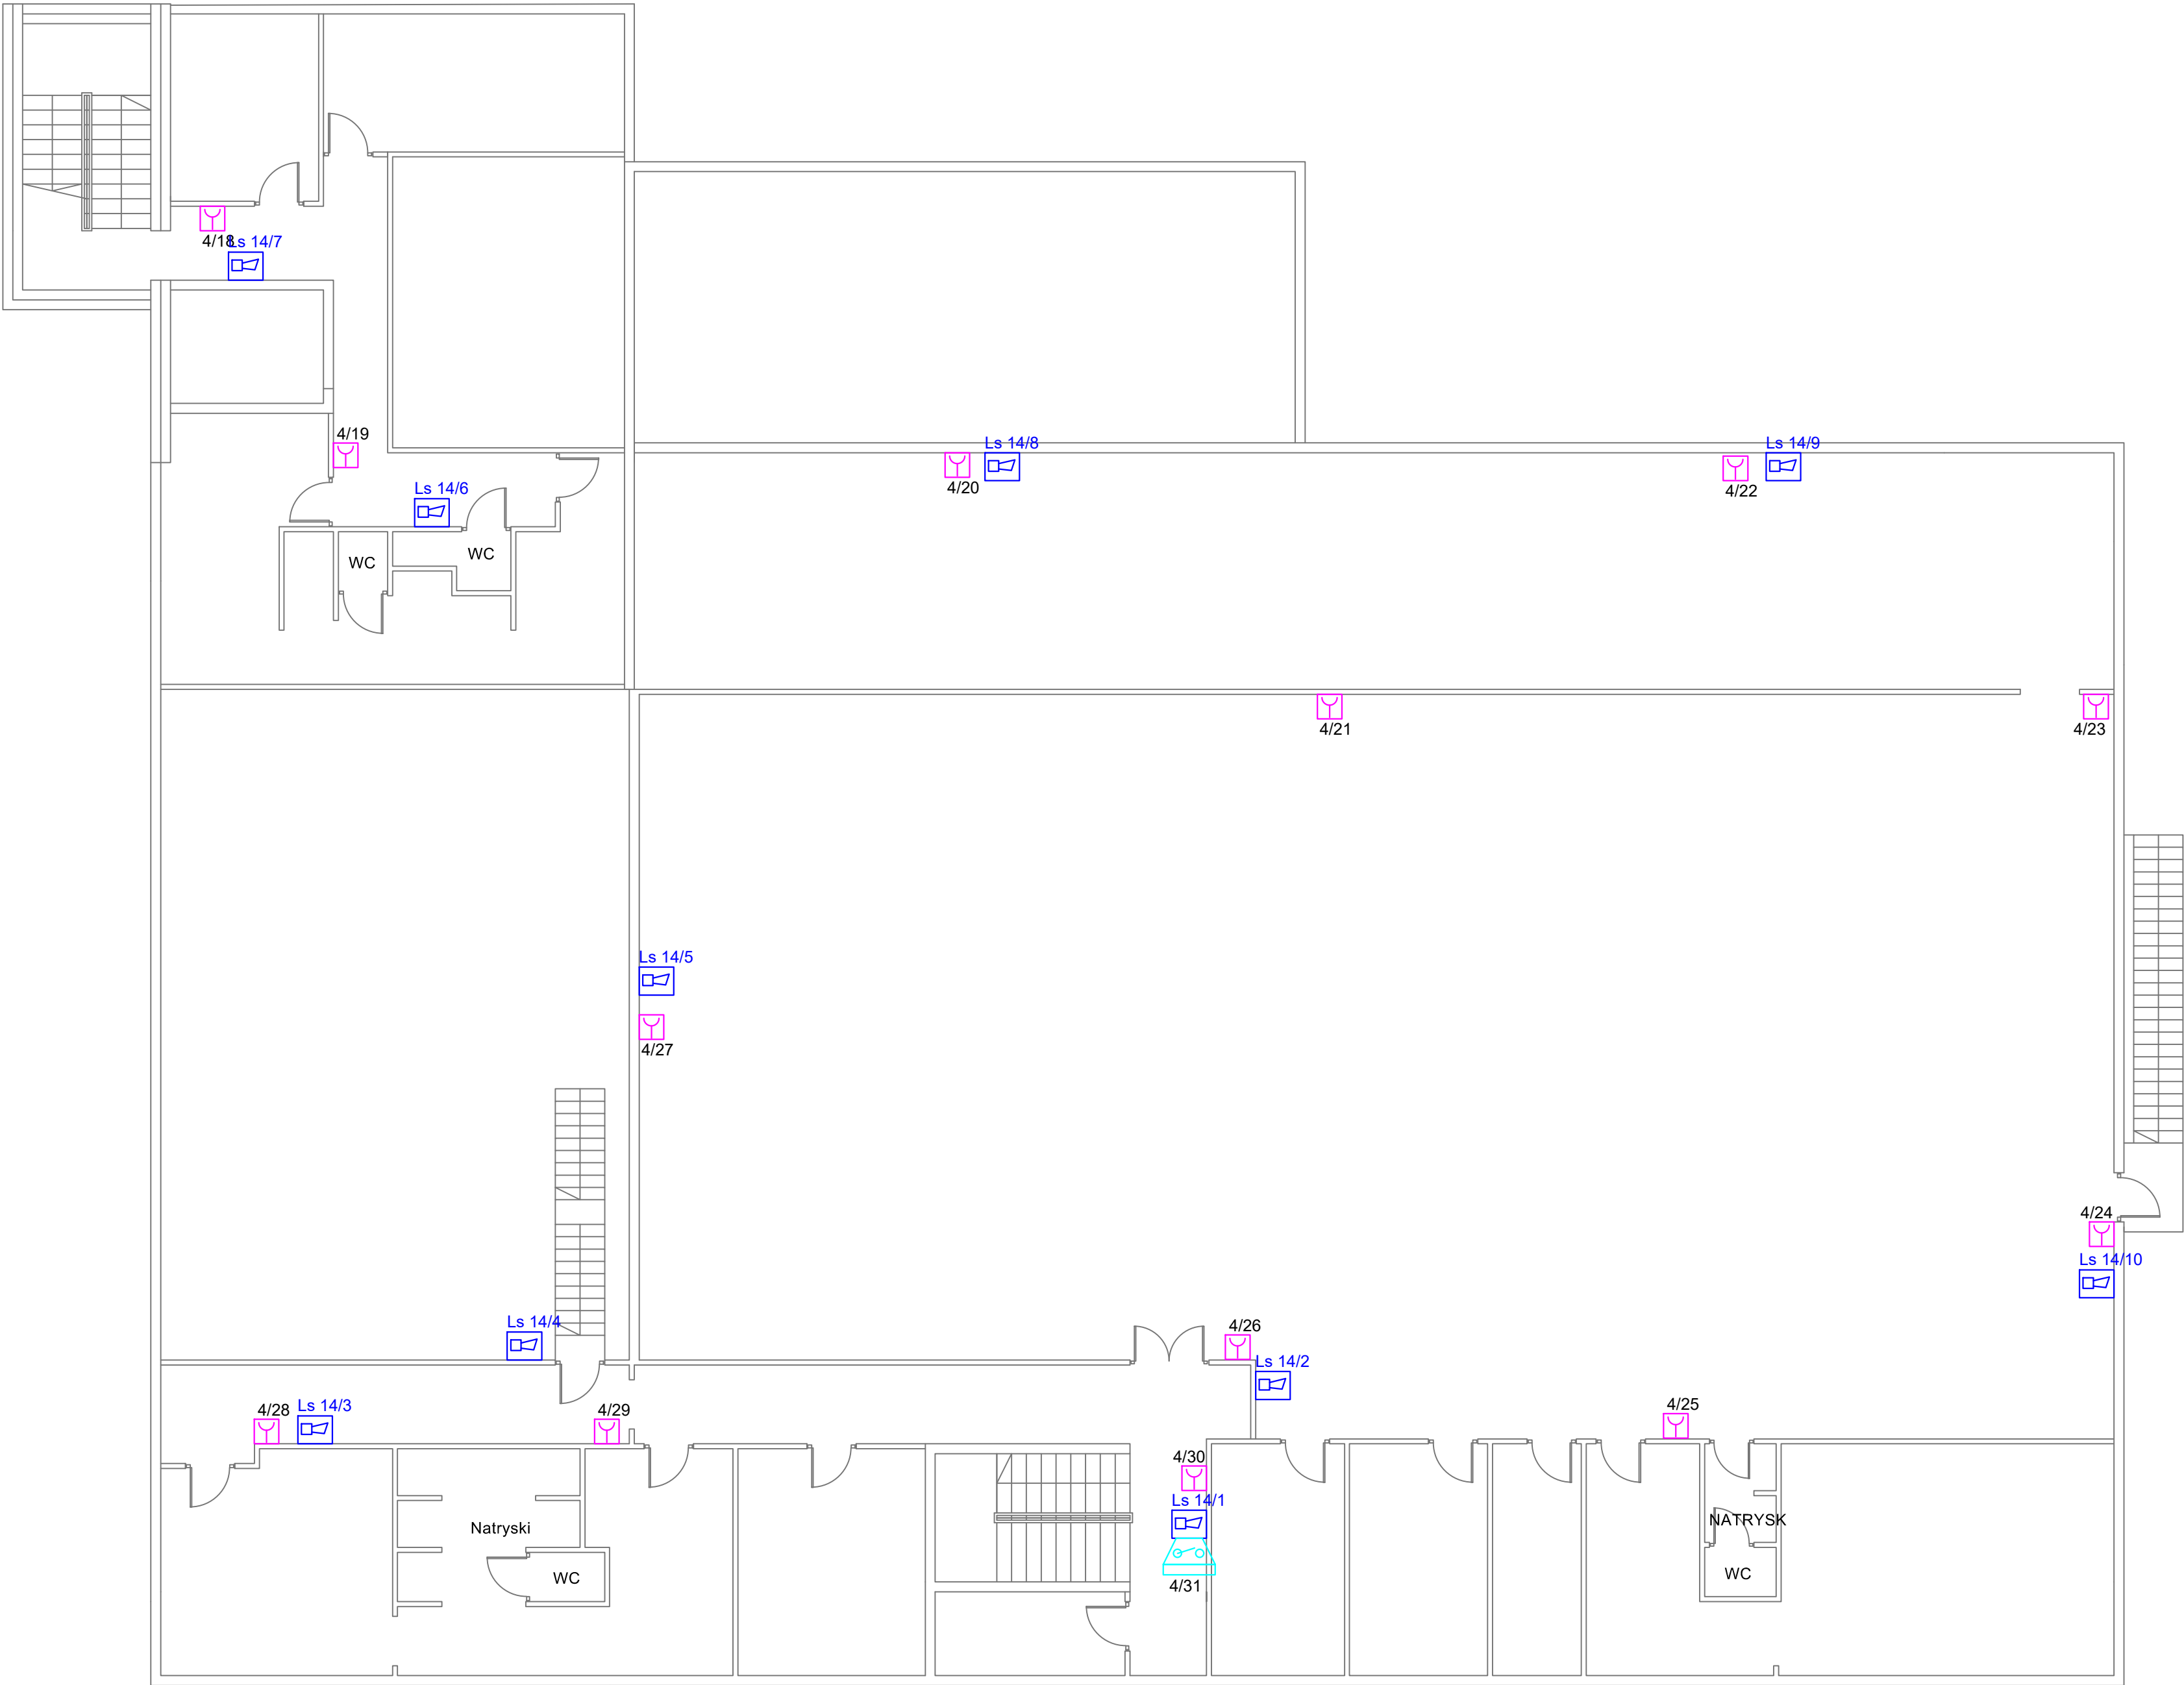 4/18
Ls 14/7
4/19
Ls 14/6
WC
WC
Ls 14/8
4/20
Ls 14/9
4/22
4/21
4/23
Ls 14/5
4/27
4/24
Ls 14/10
Ls 14/4
4/26
Ls 14/2
4/28
Ls 14/3
4/29
4/25
4/30
Ls 14/1
4/31
Natryski
WC
NATRYSK
WC